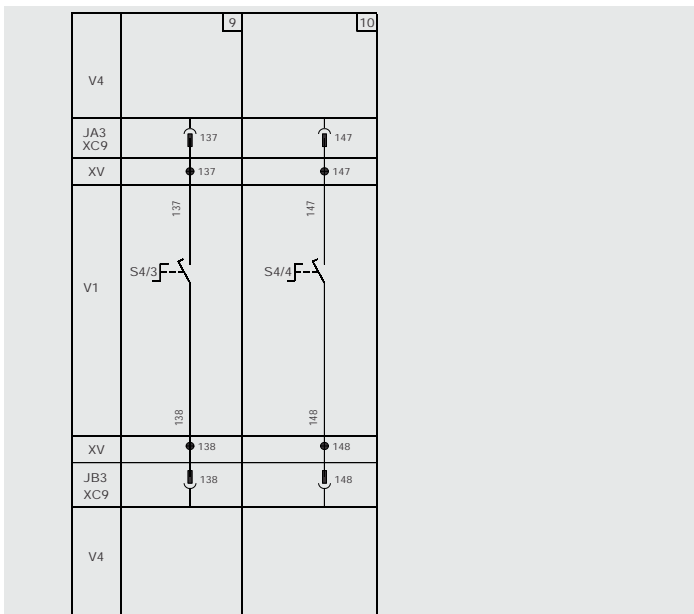 9 10
V4
JA3
XC9
137 147
XV 137 147
137 147
S4/3 S4/4
V1
138 148
XV 138 148
JB3
XC9
138 148
V4